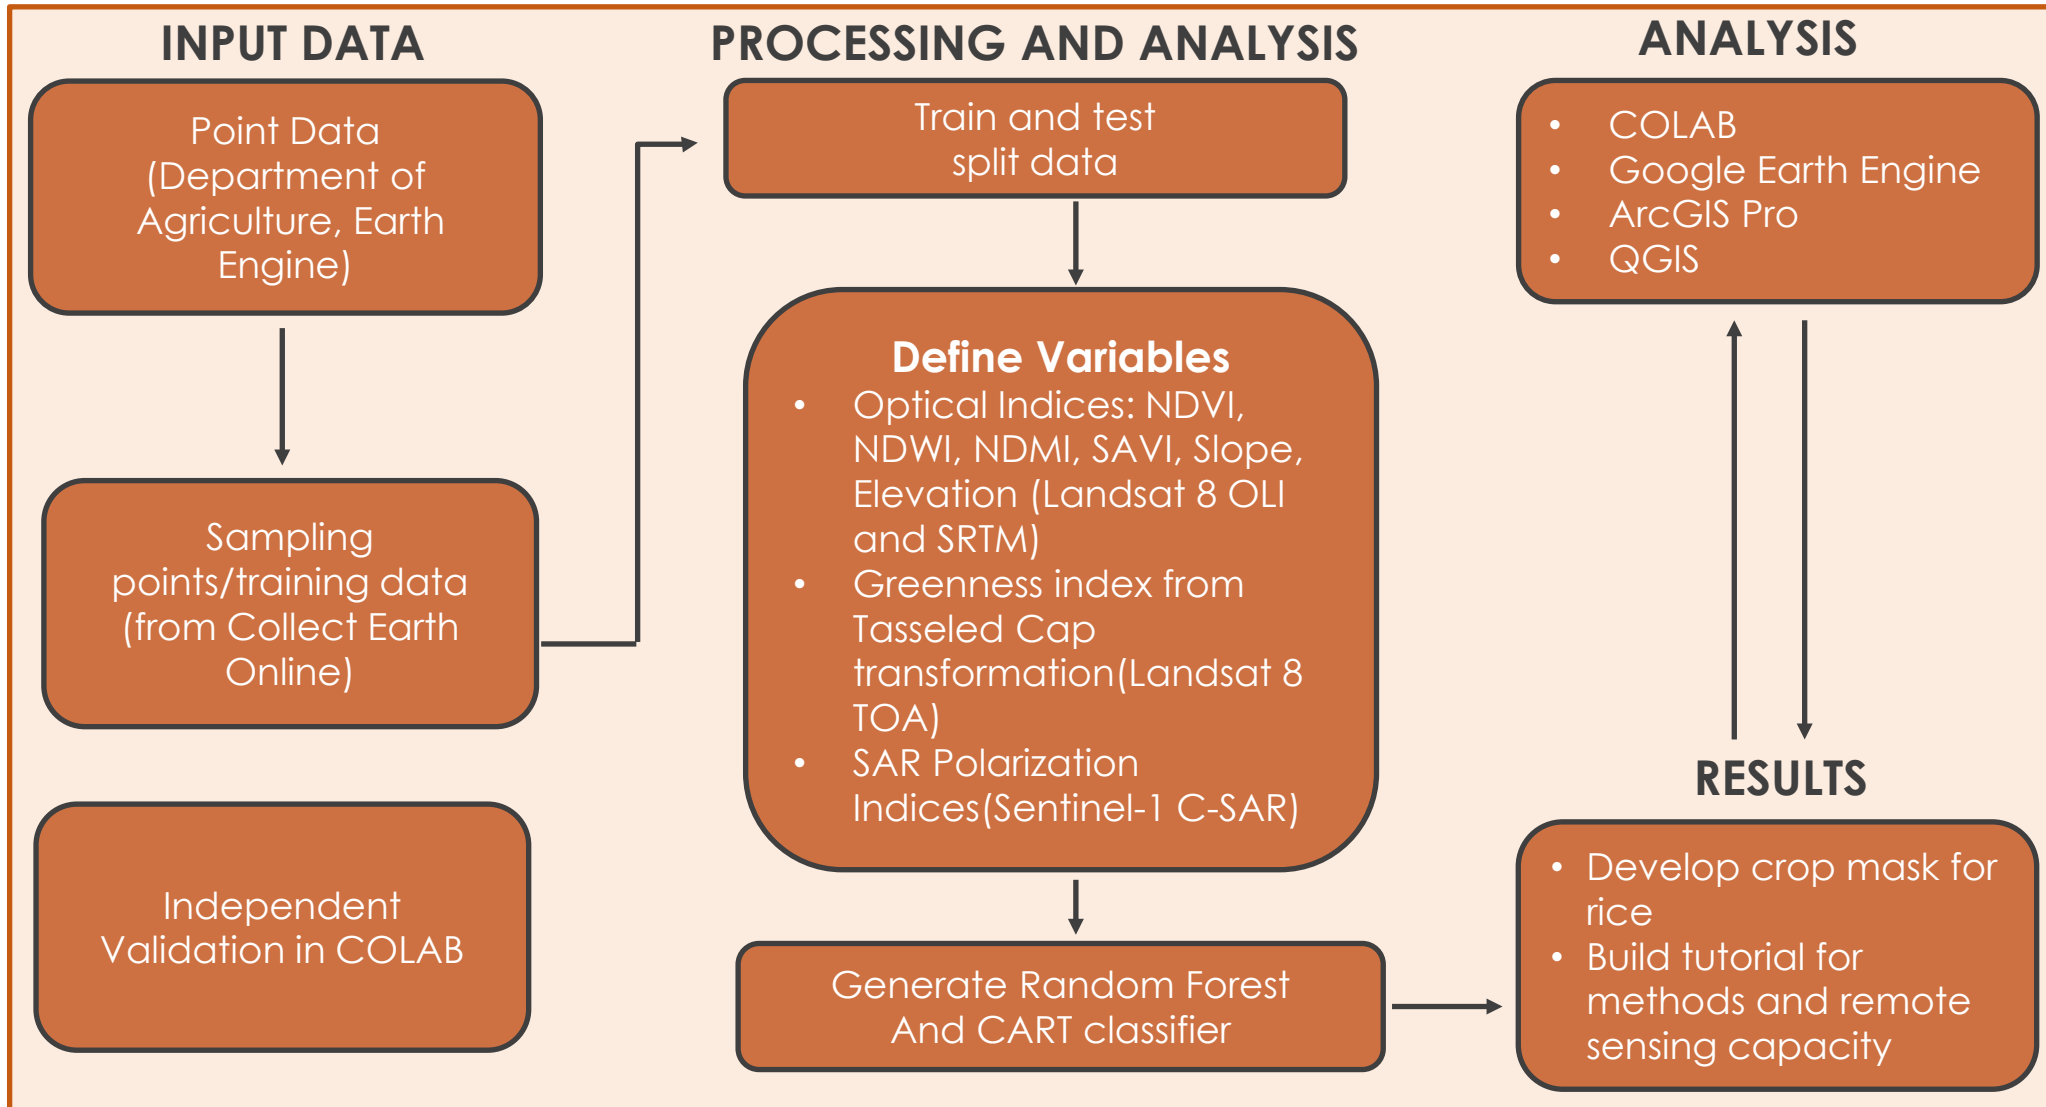 INPUT DATA
Point Data
(Department of
Agriculture, Earth
Engine)
Sampling
points/training data
(from Collect Earth
Online)
Independent
Validation in COLAB
PROCESSING AND ANALYSIS
Train and test
split data
Define Variables
• Optical Indices: NDVI,
NDWI, NDMI, SAVI, Slope,
Elevation (Landsat 8 OLI
and SRTM)
• Greenness index from
Tasseled Cap
transformation(Landsat 8
TOA)
• SAR Polarization
Indices(Sentinel-1 C-SAR)
Generate Random Forest
And CART classifier
ANALYSIS
• COLAB
• Google Earth Engine
• ArcGIS Pro
• QGIS
RESULTS
• Develop crop mask for
rice
• Build tutorial for
methods and remote
sensing capacity